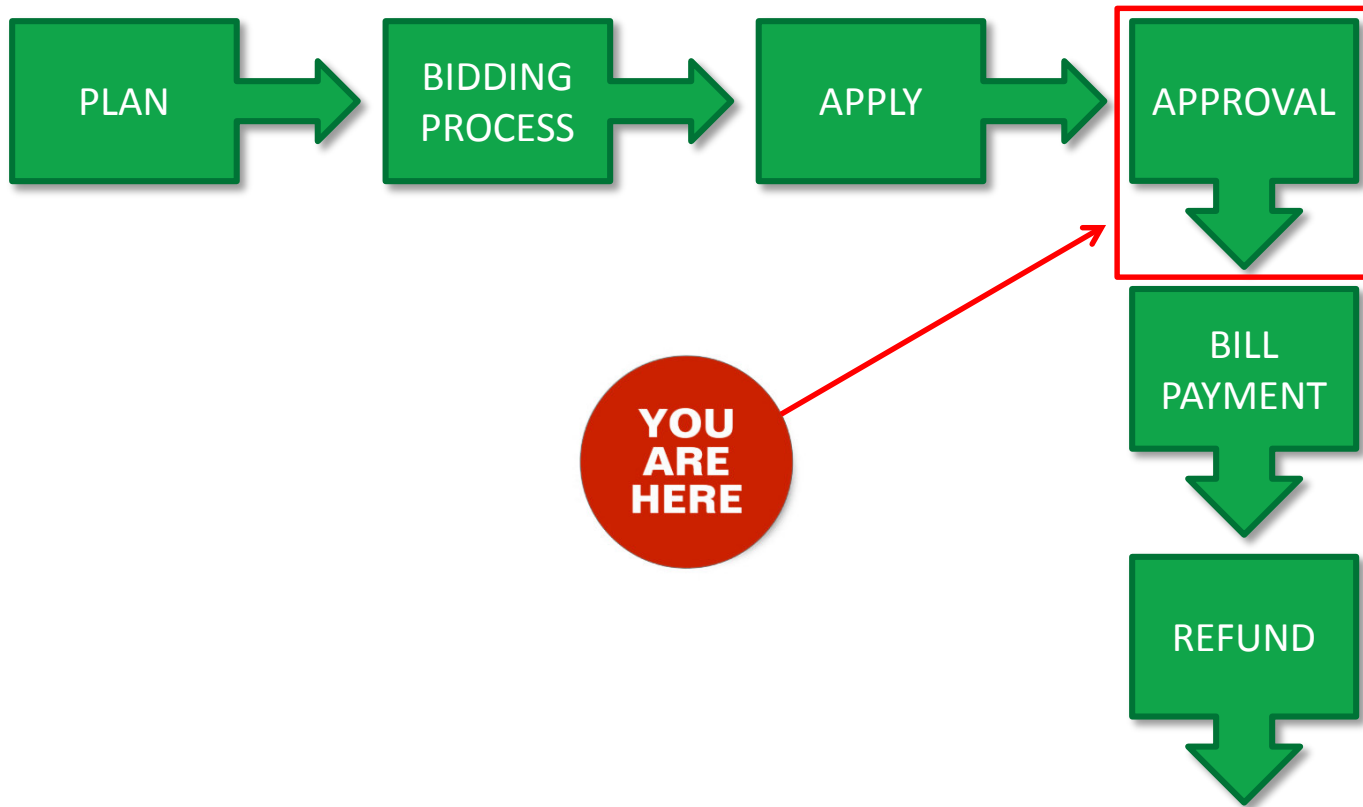 PLAN
BIDDING
PROCESS
APPLY
APPROVAL
BILL
PAYMENT
YOU
ARE
HERE
REFUND